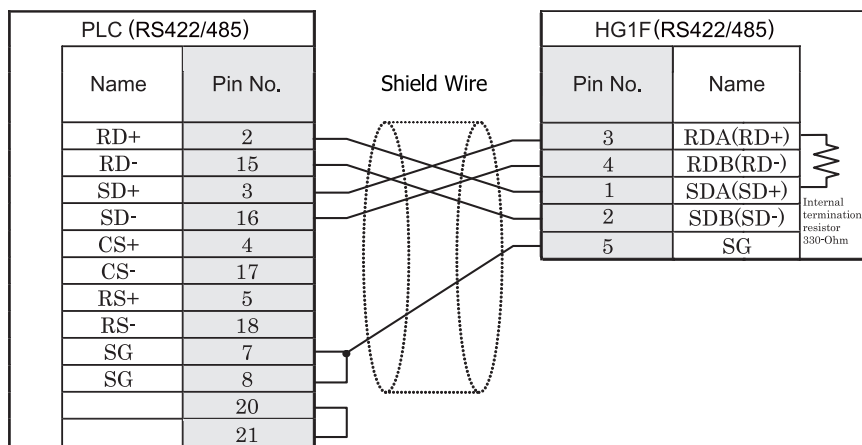 PLC (RS422/485)
Name Pin No.
RD+ 2
RD- 15
SD+ 3
SD- 16
CS+ 4
CS- 17
RS+ 5
RS- 18
SG 7
SG 8
20
21
Shield Wire
HG1F(RS422/485)
Pin No. Name
3 RDA(RD+)
4 RDB(RD-)
1 SDA(SD+)
2 SDB(SD-)
5 SG
Internal
termination
resistor
330-Ohm